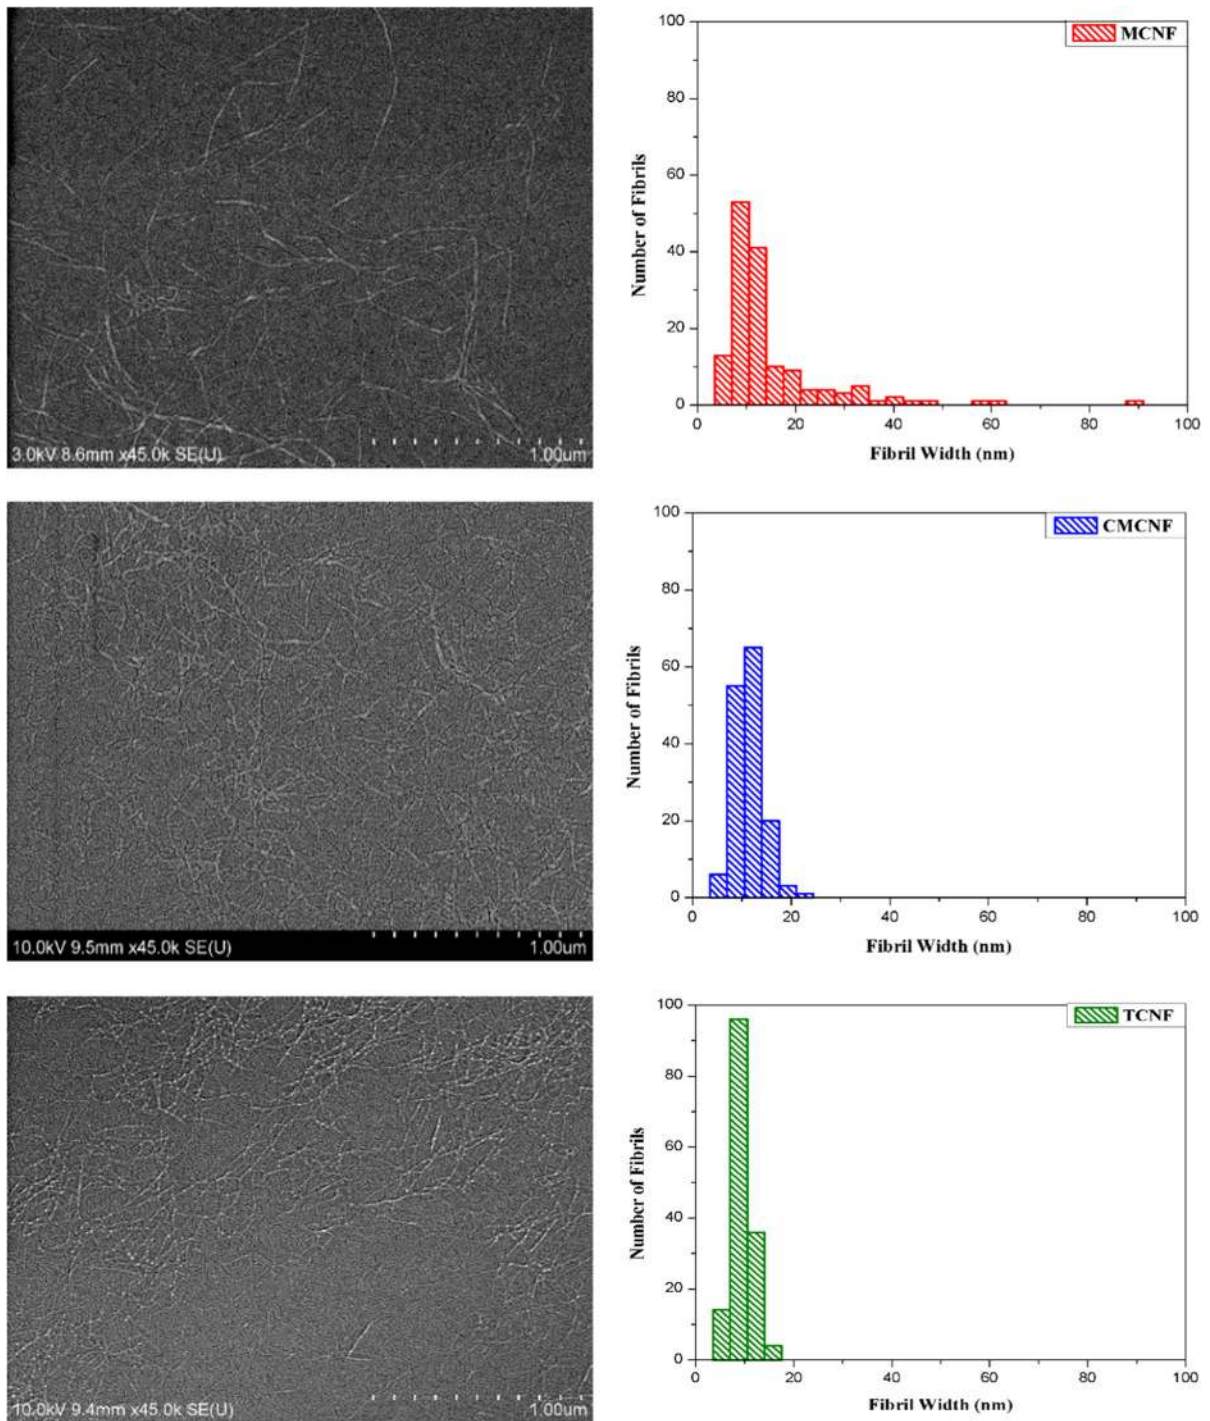 3.0kV 8.6mm x45.0k SE(U)
1.00um
MCNF
100
80
60
40
20
0
Number of Fibrils
0 20 40 60 80 100
Fibril Width (nm)
10.0kV 9.5mm x45.0k SE(U)
1.00um
CMCNF
100
80
60
40
20
0
Number of Fibrils
0 20 40 60 80 100
Fibril Width (nm)
10.0kV 9.4mm x45.0k SE(U)
1.00um
TCNF
100
80
60
40
20
0
Number of Fibrils
0 20 40 60 80 100
Fibril Width (nm)